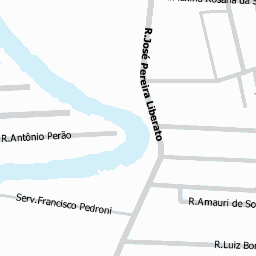 R.José Pereira Liberato
R.Antônio Perão
Serv.Francisco Pedroni
R.Amauri de So
R.Luiz Bor